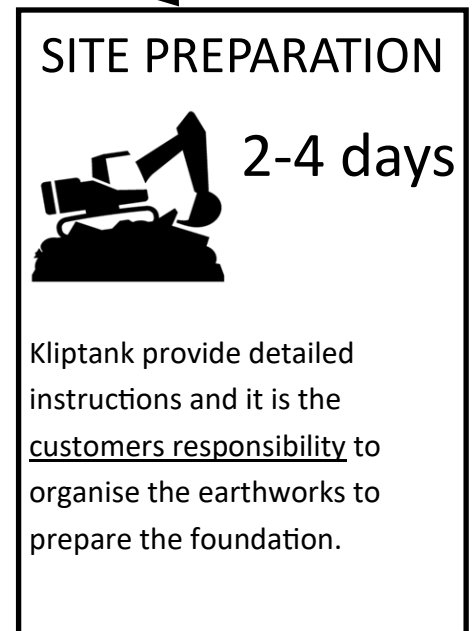 SITE PREPARATION
2-4 days
Kliptank provide detailed
instructions and it is the
customers responsibility to
organise the earthworks to
prepare the foundation.